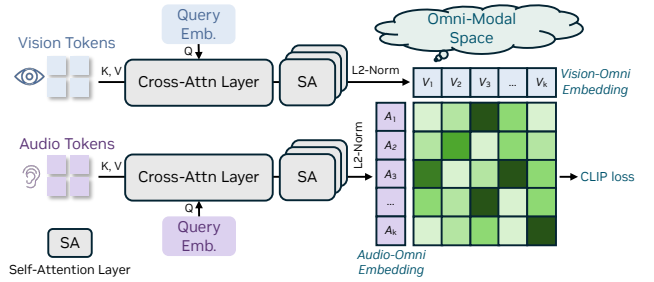 Query
Emb.
Omni-Modal
Space
Vision Tokens
Q
K, V
Cross-Attn Layer
SA
L2-Norm
V1 V2 V3 ... Vk
Vision-Omni
Embedding
Audio Tokens
K, V
Cross-Attn Layer
SA
L2-Norm
A1
A2
A3
...
Ak
CLIP loss
Q
Query
Emb.
SA
Self-Attention Layer
Audio-Omni
Embedding